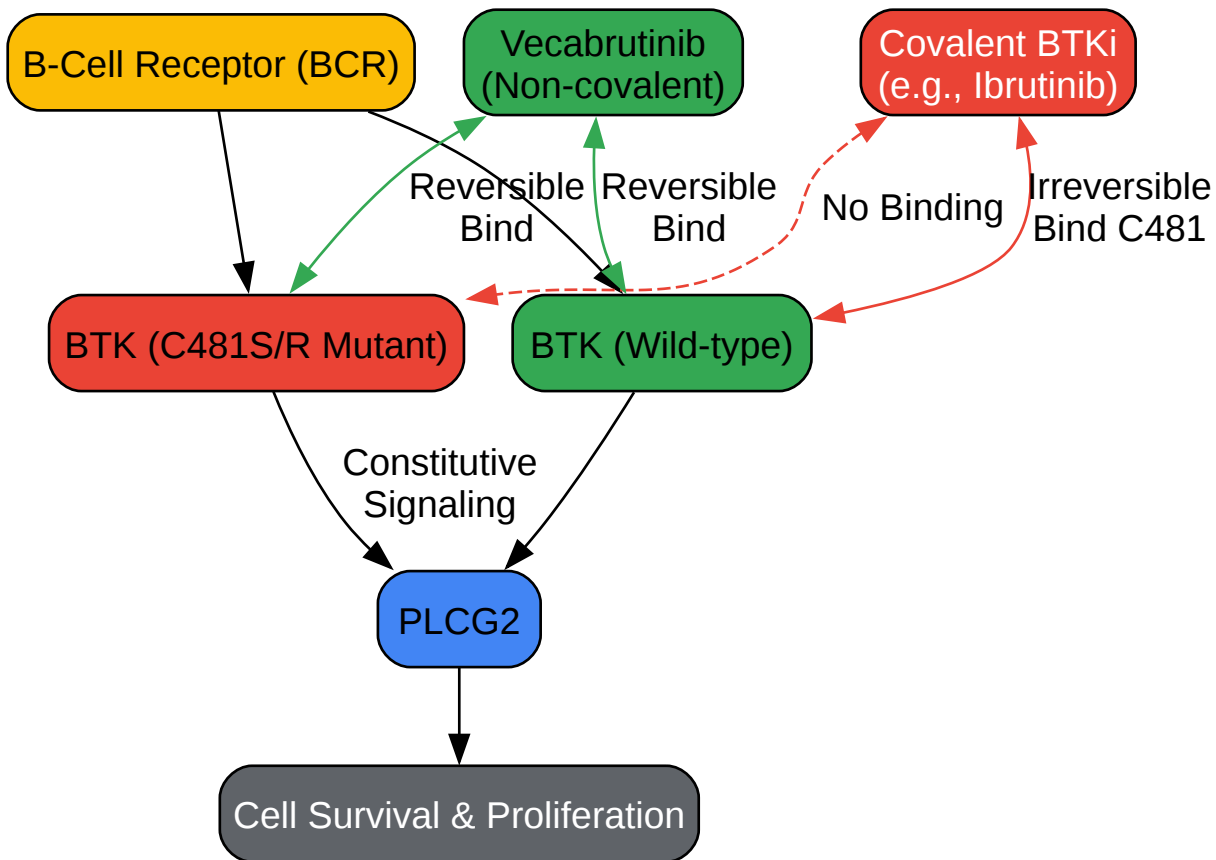 B-Cell Receptor (BCR)
Vecabrutinib
(Non-covalent)
Covalent BTKi
(e.g., Ibrutinib)
Reversible
Bind
Reversible
Bind
No Binding
Irreversible
Bind C481
BTK (C481S/R Mutant)
BTK (Wild-type)
Constitutive
Signaling
PLCG2
Cell Survival & Proliferation